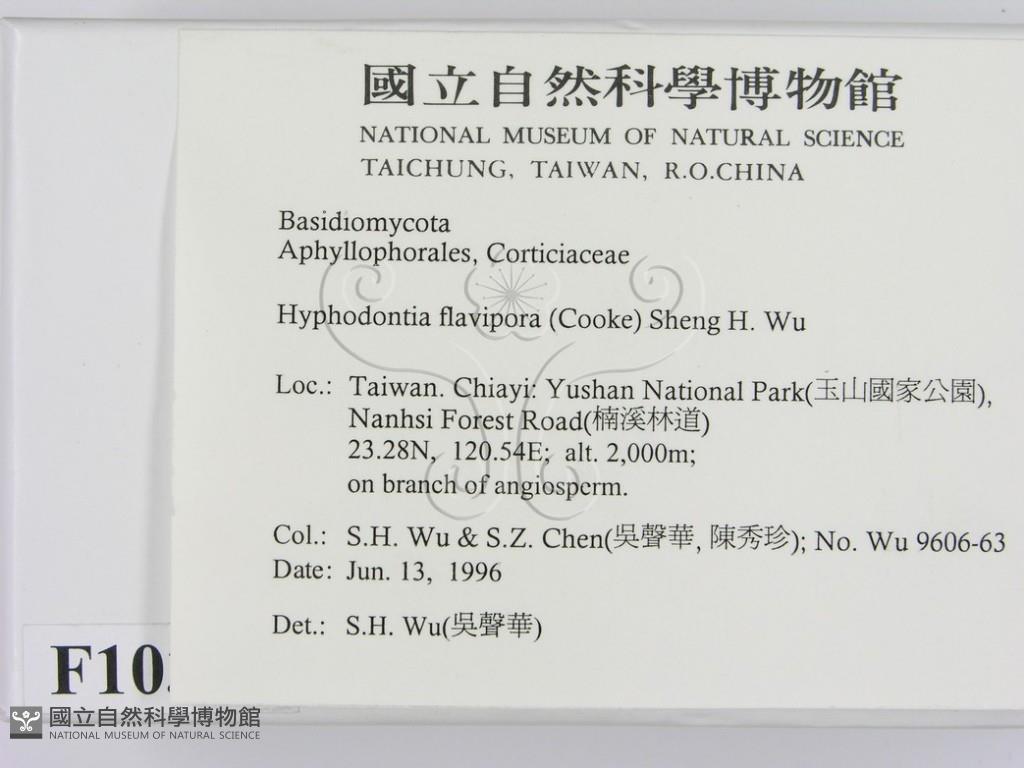 國立自然科學博物館
NATIONAL MUSEUM OF NATURAL SCIENCE
TAICHUNG, TAIWAN, R.O.CHINA
Basidiomycota
Aphyllophorales, Corticiaceae
Hyphodontia flavipora (Cooke) Sheng H. Wu
Loc.: Taiwan. Chiayi: Yushan National Park(玉山國家公園),
Nanhsi Forest Road(楠溪林道)
23.28N, 120.54E; alt. 2,000m;
on branch of angiosperm.
Col.: S.H. Wu & S.Z. Chen(吳聲華, 陳秀珍); No. Wu 9606-63
Date: Jun. 13, 1996
Det.: S.H. Wu(吳聲華)
國立自然科學博物館
NATIONAL MUSEUM OF NATURAL SCIENCE